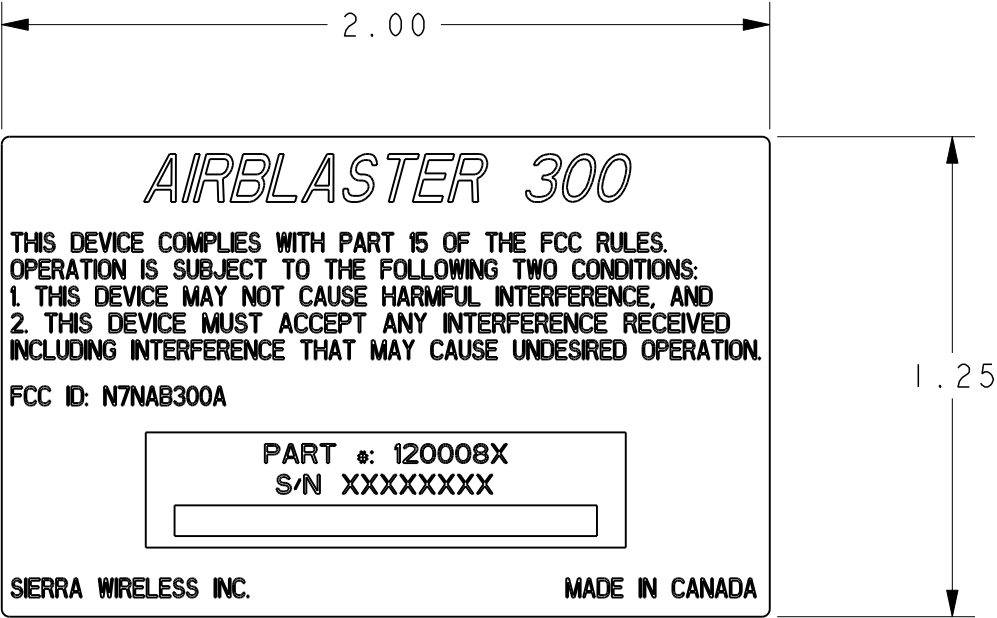 2.00
AIRBLASTER 300
THIS DEVICE COMPLIES WITH PART 15 OF THE FCC RULES.
OPERATION IS SUBJECT TO THE FOLLOWING TWO CONDITIONS:
1. THIS DEVICE MAY NOT CAUSE HARMFUL INTERFERENCE, AND
2. THIS DEVICE MUST ACCEPT ANY INTERFERENCE RECEIVED
INCLUDING INTERFERENCE THAT MAY CAUSE UNDESIRED OPERATION.
1.25
FCC ID: N7NAB300A
PART #: 120008X
S/N XXXXXXXX
SIERRA WIRELESS INC.
MADE IN CANADA